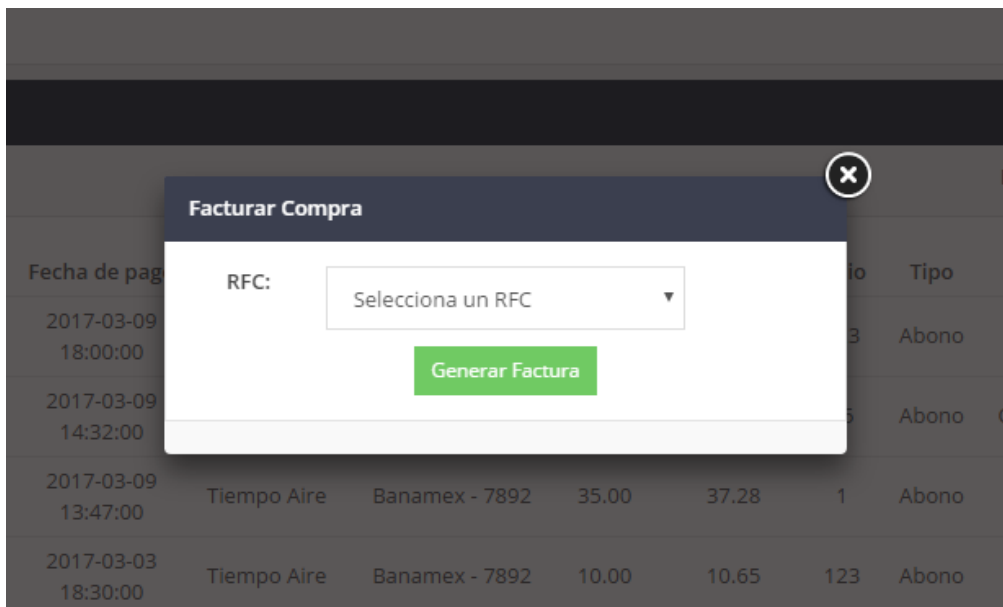 Facturar Compra
Fecha de pag io Tipo
RFC: Selecciona un RFC ▼
2017-03-09
18:00:00 3 Abono
Generar Factura
2017-03-09
14:32:00 Abono
2017-03-09
13:47:00 Tiempo Aire Banamex - 7892 35.00 37.28 1 Abono
2017-03-03
18:30:00 Tiempo Aire Banamex - 7892 10.00 10.65 123 Abono